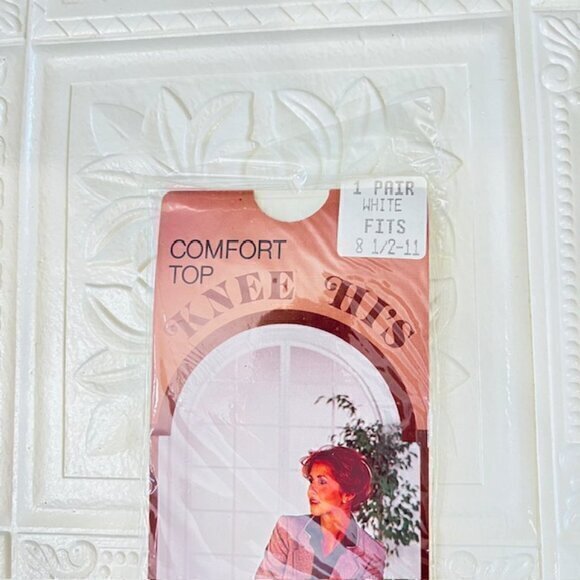 1 PAIR
WHITE
FITS
8 1/2-11
COMFORT
TOP
KNEE HI'S